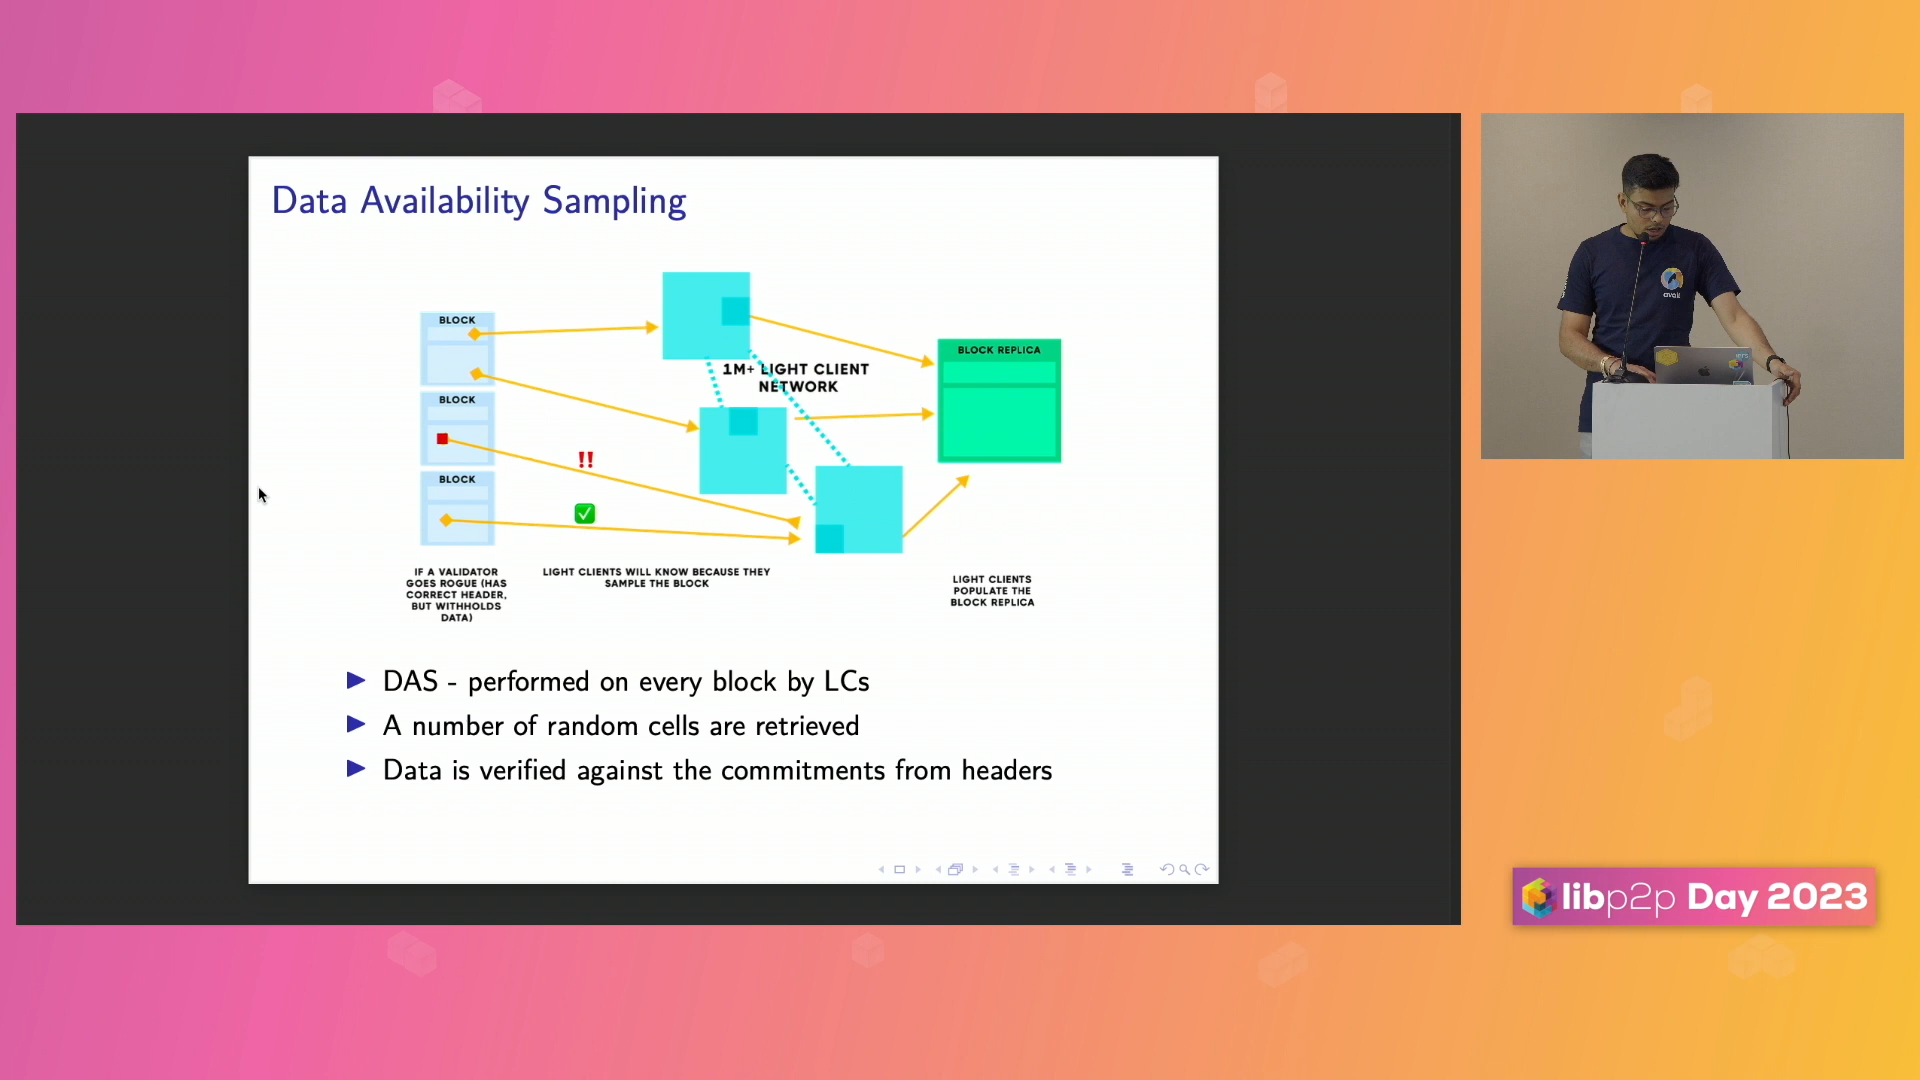 Data Availability Sampling
BLOCK
BLOCK
BLOCK
1M+ LIGHT CLIENT
NETWORK
BLOCK REPLICA
!!
IF A VALIDATOR
GOES ROGUE (HAS
CORRECT HEADER,
BUT WITHHOLDS
DATA)
LIGHT CLIENTS WILL KNOW BECAUSE THEY
SAMPLE THE BLOCK
LIGHT CLIENTS
POPULATE THE
BLOCK REPLICA
DAS - performed on every block by LCs
A number of random cells are retrieved
Data is verified against the commitments from headers
avail
libp2p Day 2023